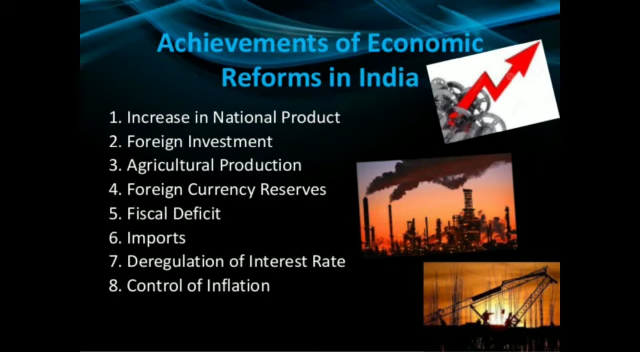 Achievements of Economic
Reforms in India
1. Increase in National Product
2. Foreign Investment
3. Agricultural Production
4. Foreign Currency Reserves
5. Fiscal Deficit
6. Imports
7. Deregulation of Interest Rate
8. Control of Inflation